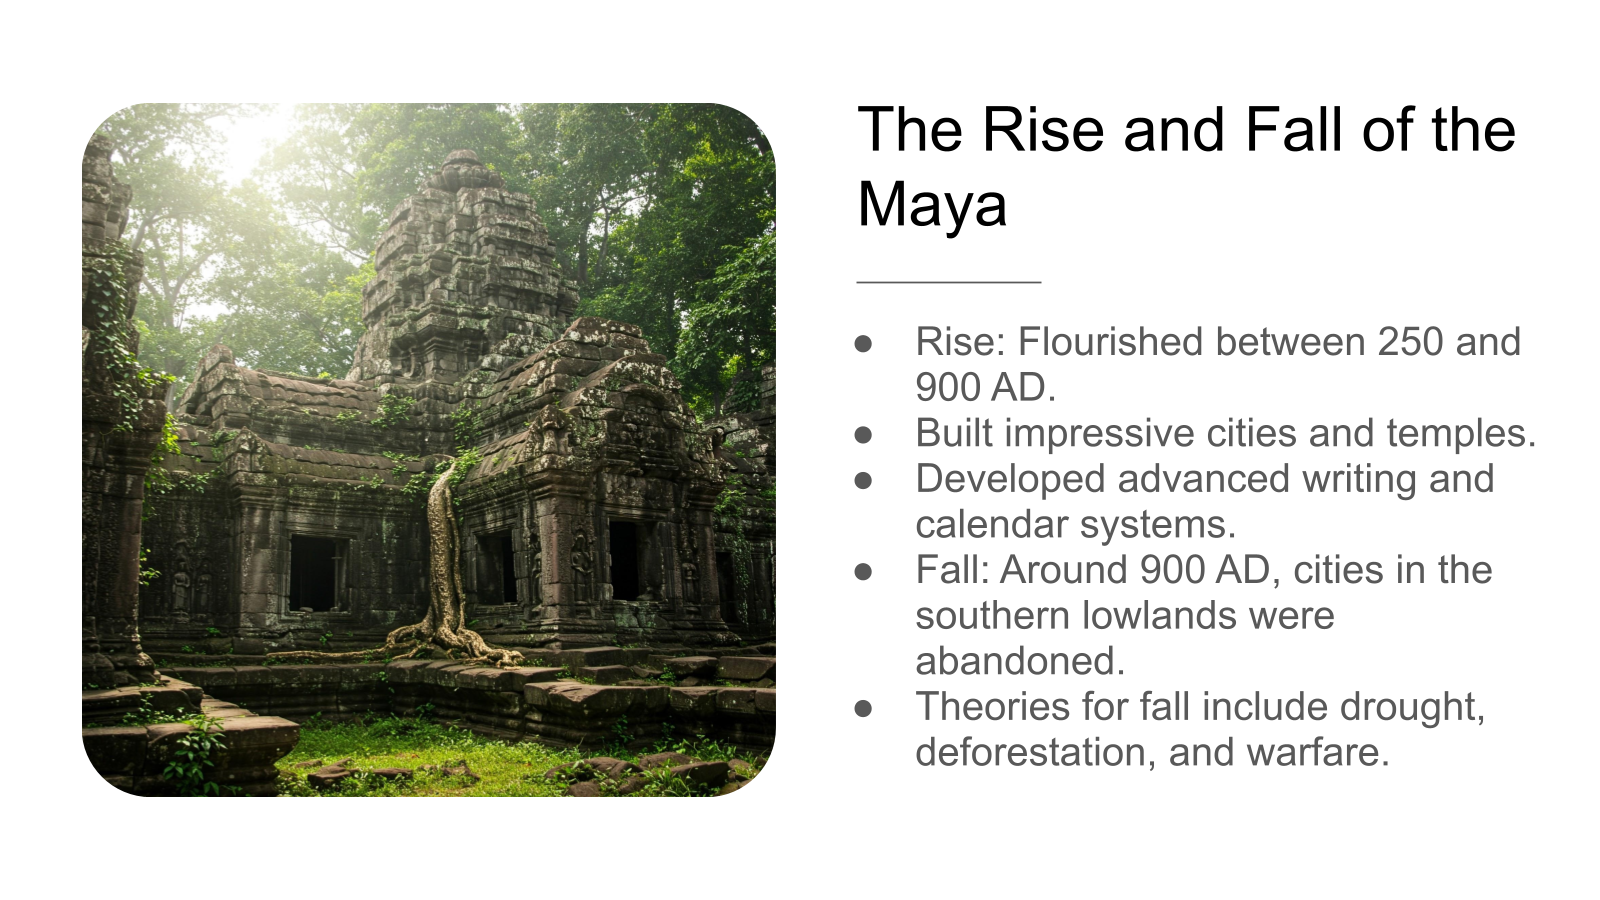 The Rise and Fall of the
Maya
● Rise: Flourished between 250 and
900 AD.
● Built impressive cities and temples.
● Developed advanced writing and
calendar systems.
● Fall: Around 900 AD, cities in the
southern lowlands were
abandoned.
● Theories for fall include drought,
deforestation, and warfare.